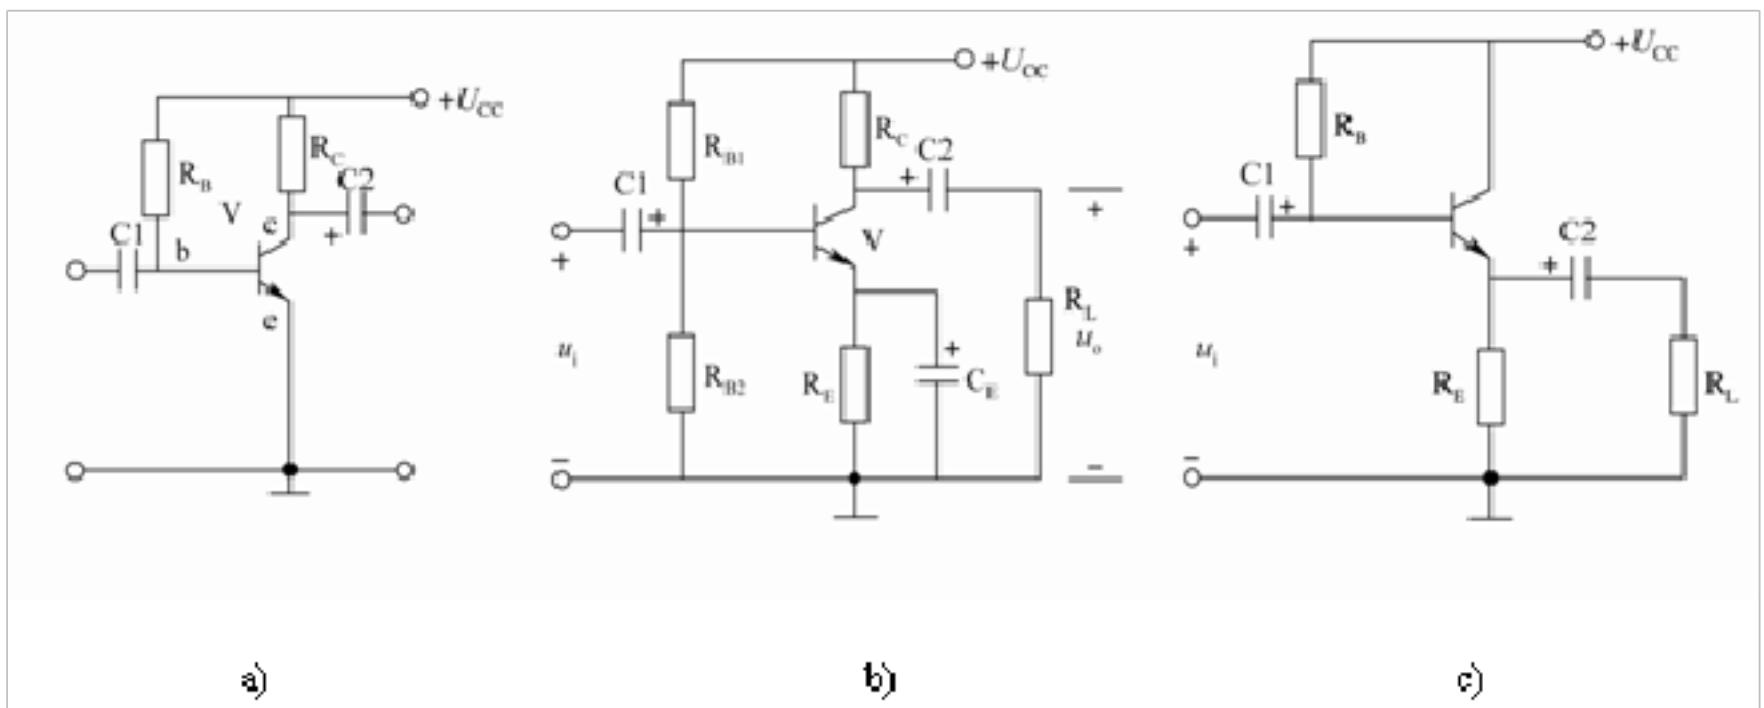 +UCC
RB
RC
C2
V
c
+
C1
b
e
a)
+UCC
RB1
RC
C2
+
C1
+
V
+
+
RL
uo
ui
RB2
RE
+
CE
−
−
b)
+UCC
RB
C1
+
+
C2
+
ui
RE
RL
−
c)